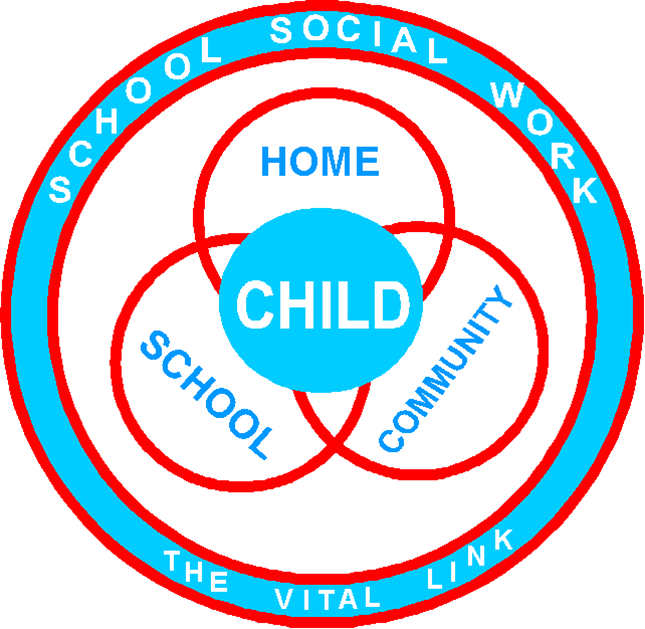 SCHOOL SOCIAL WORK
HOME
CHILD
SCHOOL
COMMUNITY
THE VITAL LINK